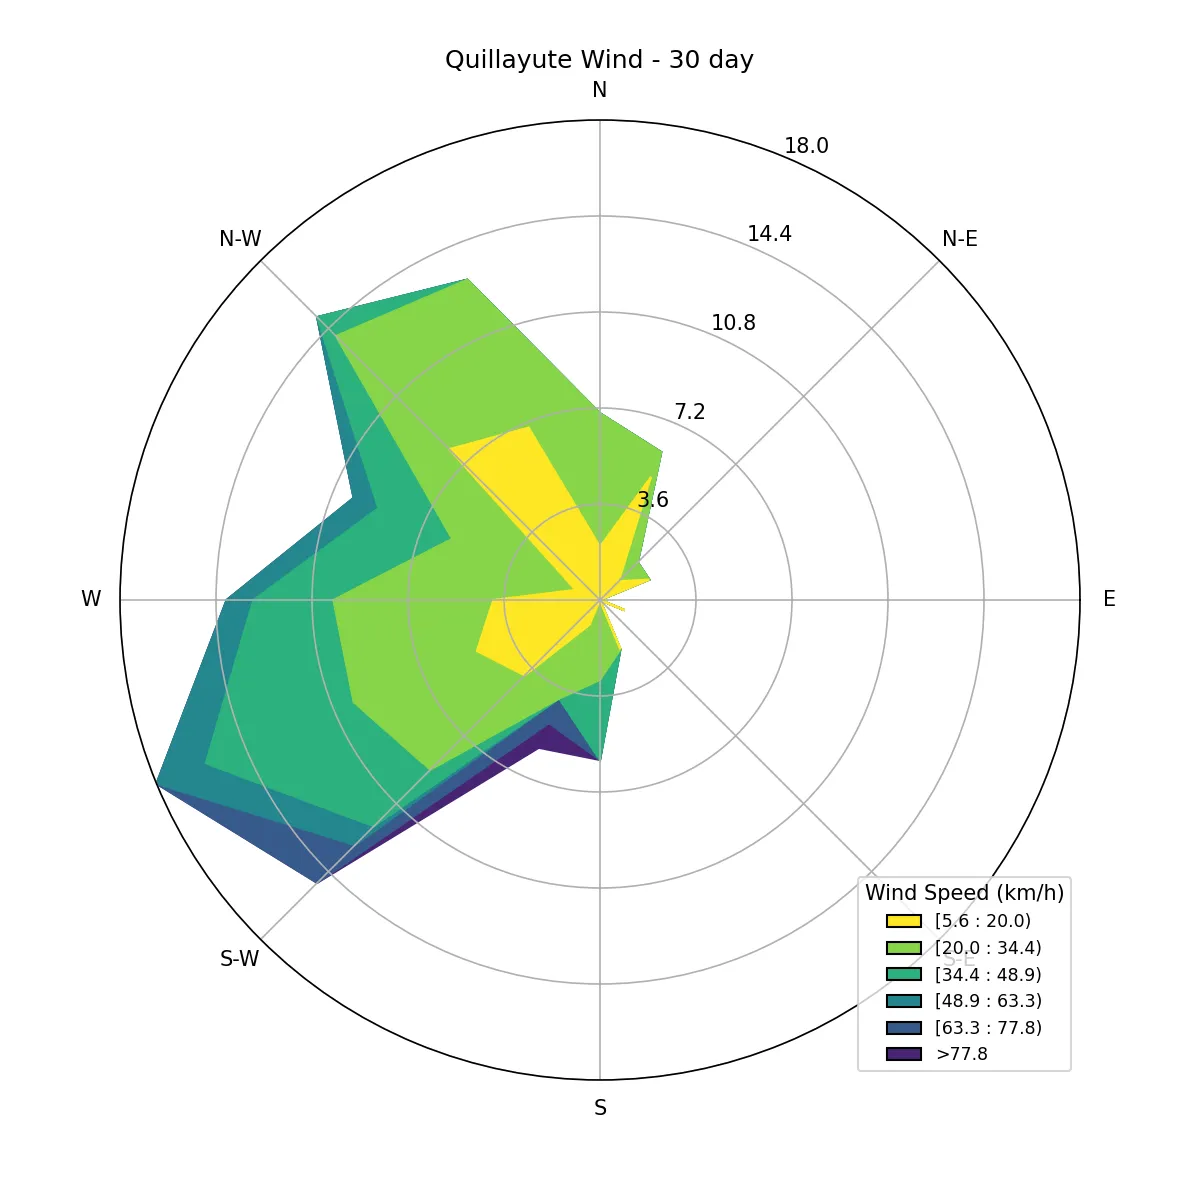 Quillayute Wind - 30 day
N
18.0
14.4
N-W
N-E
10.8
7.2
3.6
W
E
Wind Speed (km/h)
[5.6 : 20.0)
[20.0 : 34.4)
S-W
S-E
[34.4 : 48.9)
[48.9 : 63.3)
[63.3 : 77.8)
>77.8
S